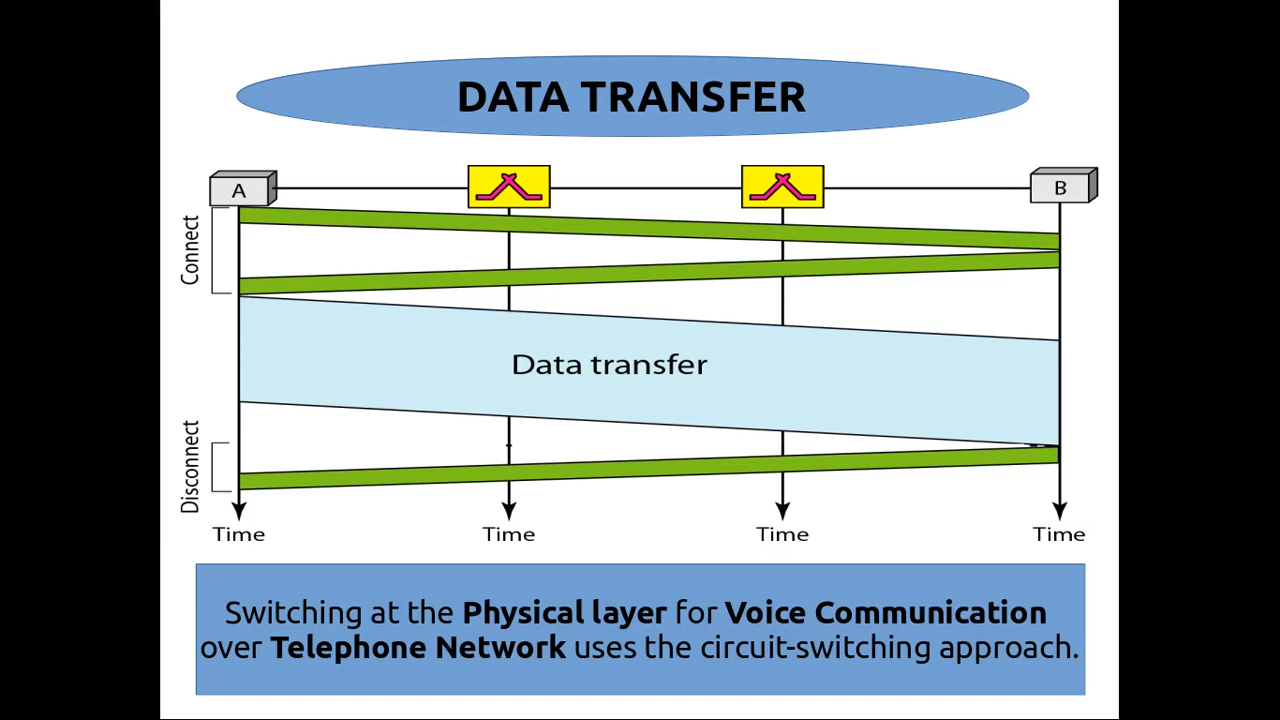 DATA TRANSFER
A
B
Connect
Data transfer
Disconnect
Time
Time
Time
Time
Switching at the Physical layer for Voice Communication
over Telephone Network uses the circuit-switching approach.